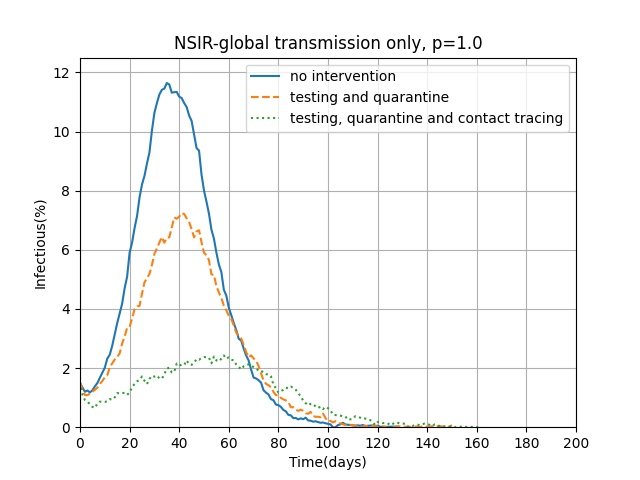 NSIR-global transmission only, p=1.0
no intervention
testing and quarantine
testing, quarantine and contact tracing
Infectious(%)
12
10
8
6
4
2
0
0 20 40 60 80 100 120 140 160 180 200
Time(days)